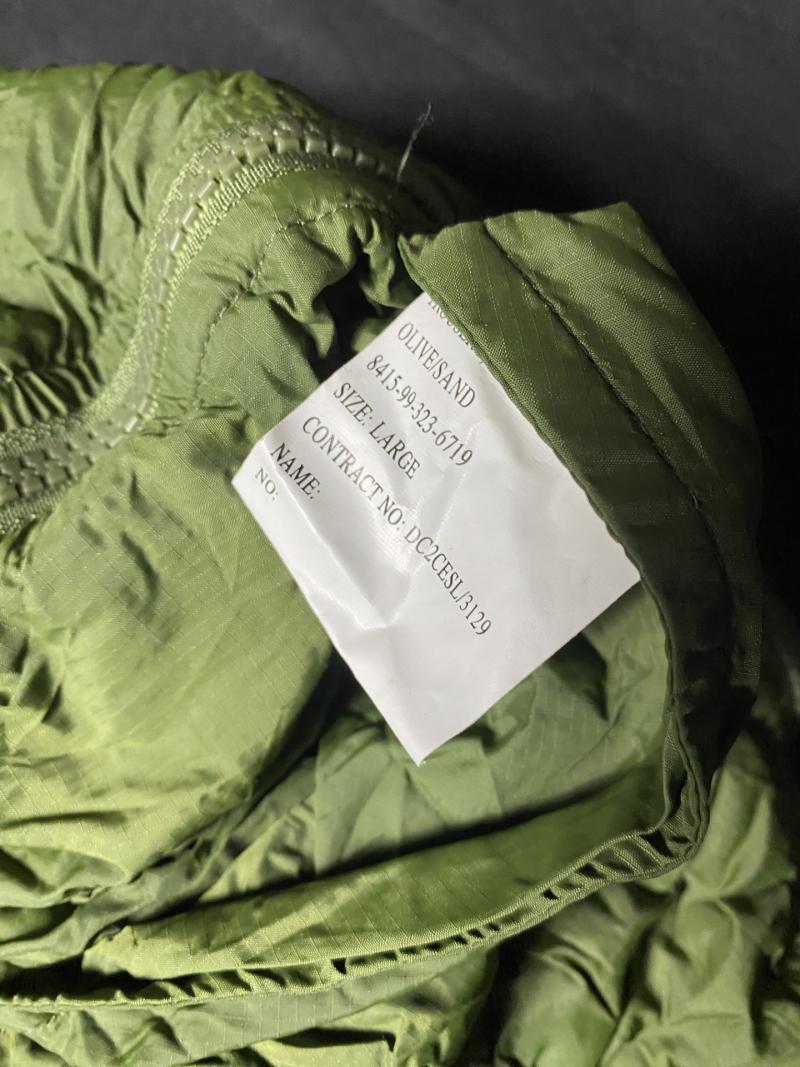 OLIVE/SAND
8415-99-323-6719
SIZE: LARGE
CONTRACT NO: DC2CESL/3129
NAME:
NO: